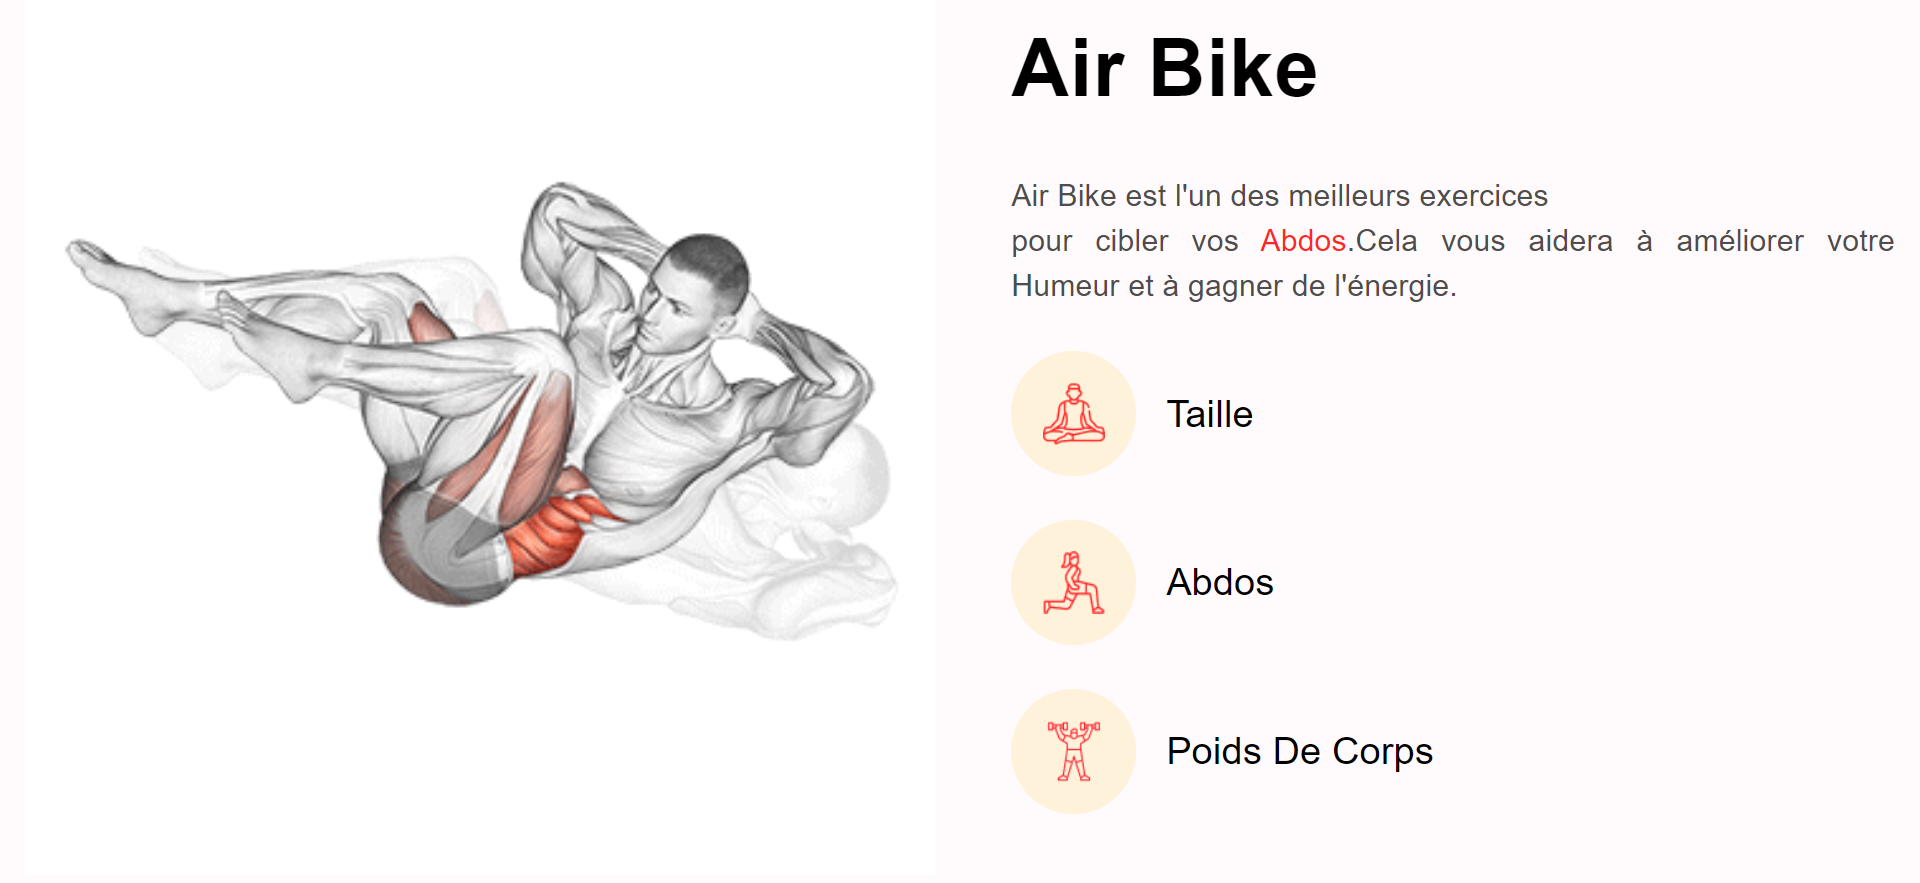 Air Bike
Air Bike est l'un des meilleurs exercices
pour cibler vos Abdos.Cela vous aidera à améliorer votre
Humeur et à gagner de l'énergie.
Taille
Abdos
Poids De Corps